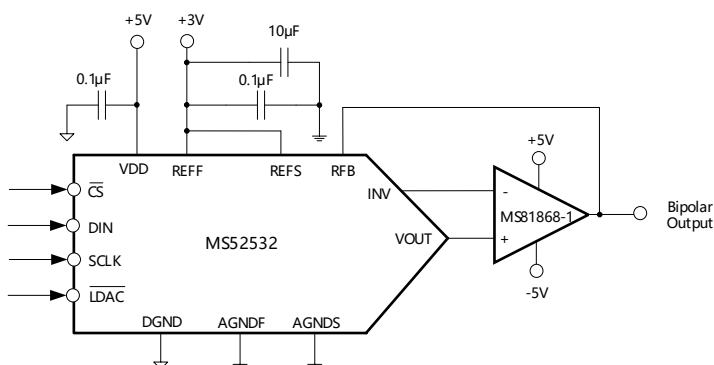 +5V
+3V
10μF
0.1μF
0.1μF
VDD
REFF
REFS
RFB
+5V
INV
CS
-
MS81868-1
Bipolar
Output
DIN
VOUT
+
MS52532
SCLK
-5V
LDAC
DGND
AGNDF
AGNDS